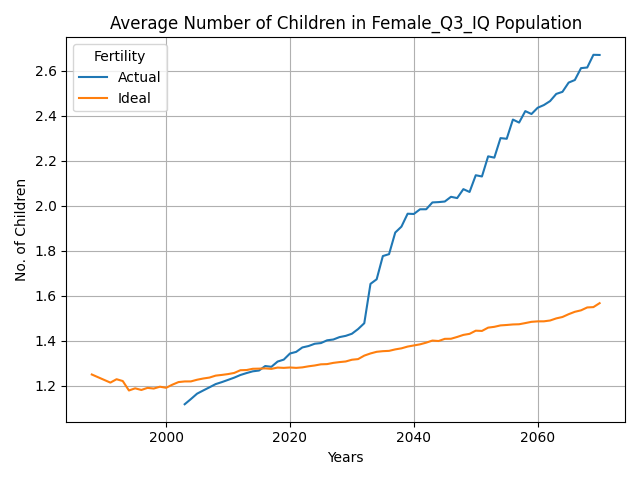 Average Number of Children in Female_Q3_IQ Population
Fertility
Actual
Ideal
2.6
2.4
2.2
2.0
1.8
1.6
1.4
1.2
No. of Children
2000
2020
2040
2060
Years